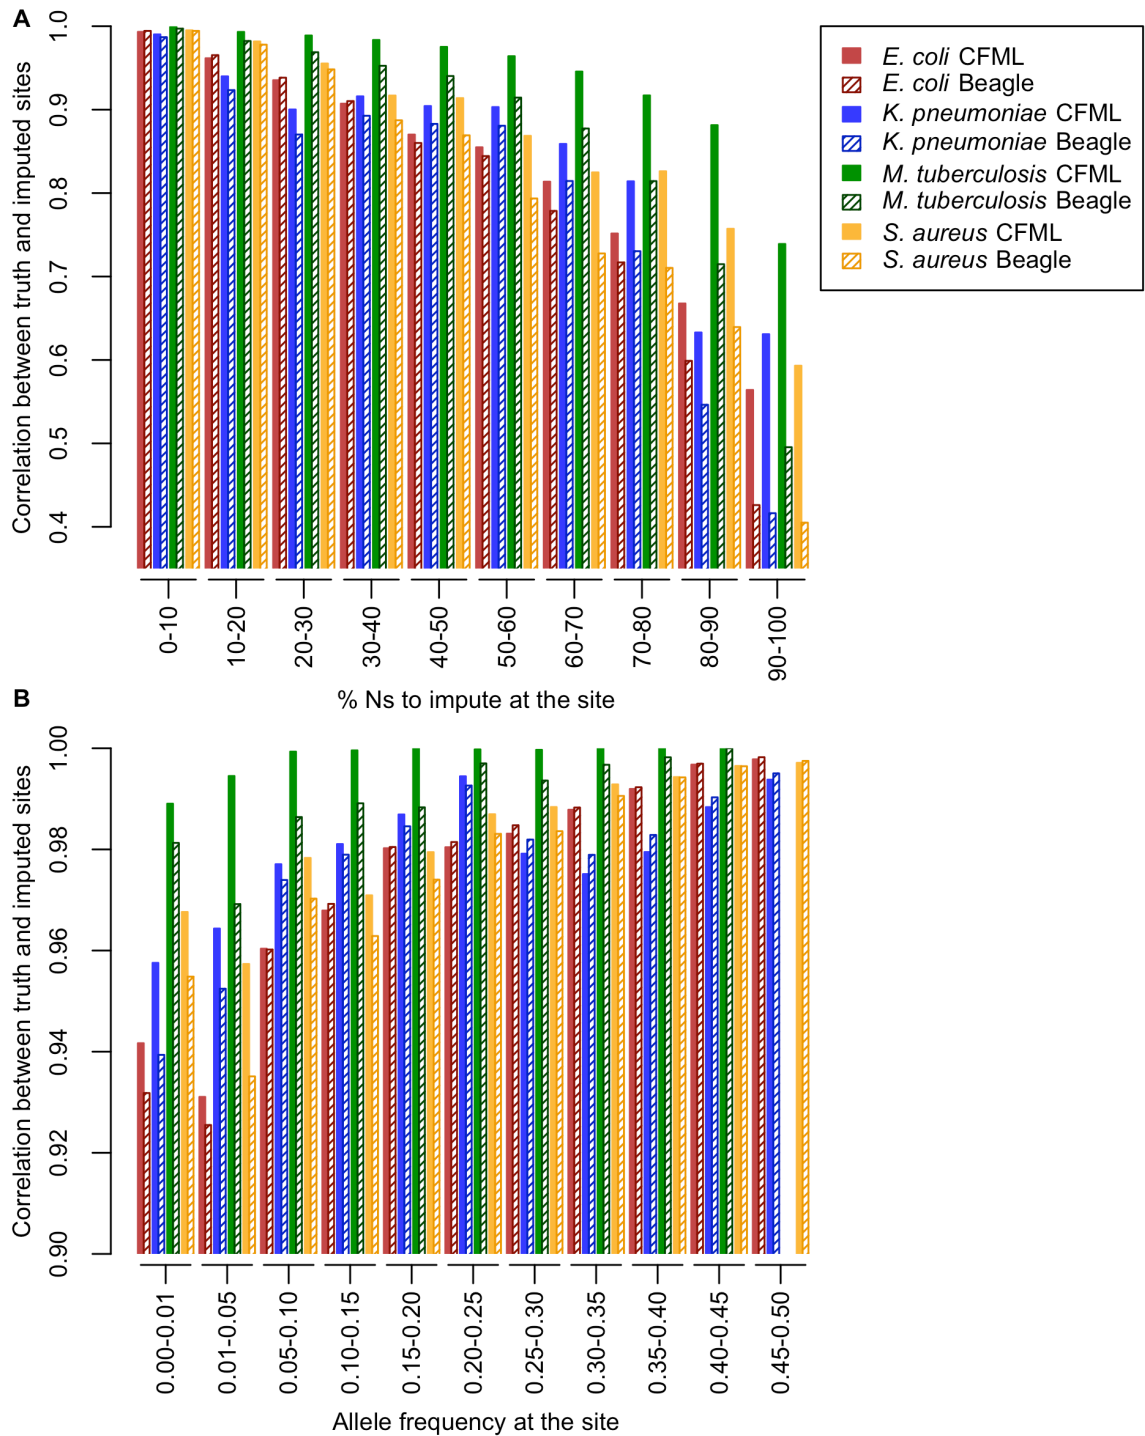 A
Correlation between truth and imputed sites
1.0
0.9
0.8
0.7
0.6
0.5
0.4
0-10
10-20
20-30
30-40
40-50
50-60
60-70
70-80
80-90
90-100
% Ns to impute at the site
E. coli CFML
E. coli Beagle
K. pneumoniae CFML
K. pneumoniae Beagle
M. tuberculosis CFML
M. tuberculosis Beagle
S. aureus CFML
S. aureus Beagle
B
Correlation between truth and imputed sites
1.00
0.98
0.96
0.94
0.92
0.90
0.00-0.01
0.01-0.05
0.05-0.10
0.10-0.15
0.15-0.20
0.20-0.25
0.25-0.30
0.30-0.35
0.35-0.40
0.40-0.45
0.45-0.50
Allele frequency at the site